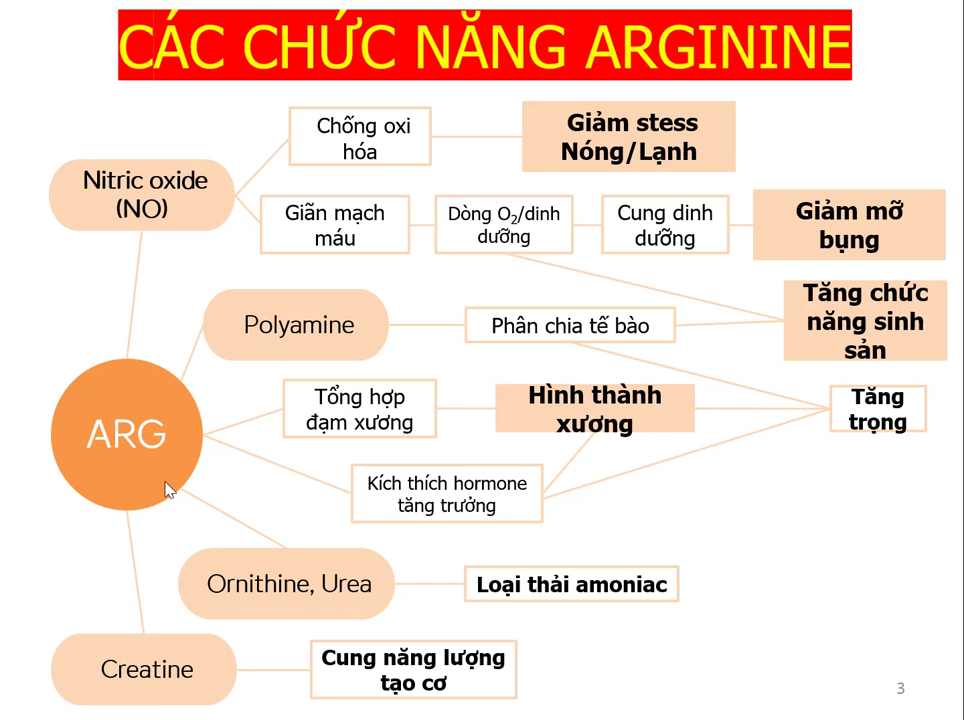 CÁC CHỨC NĂNG ARGININE
Chống oxi
hóa
Giảm stess
Nóng/Lạnh
Nitric oxide
(NO)
Giãn mạch
máu
Dòng O₂/dinh
dưỡng
Cung dinh
dưỡng
Giảm mỡ
bụng
Polyamine
Phân chia tế bào
Tăng chức
năng sinh
sản
ARG
Tổng hợp
đạm xương
Hình thành
xương
Tăng
trọng
Kích thích hormone
tăng trưởng
Ornithine, Urea
Loại thải amoniac
Creatine
Cung năng lượng
tạo cơ
3